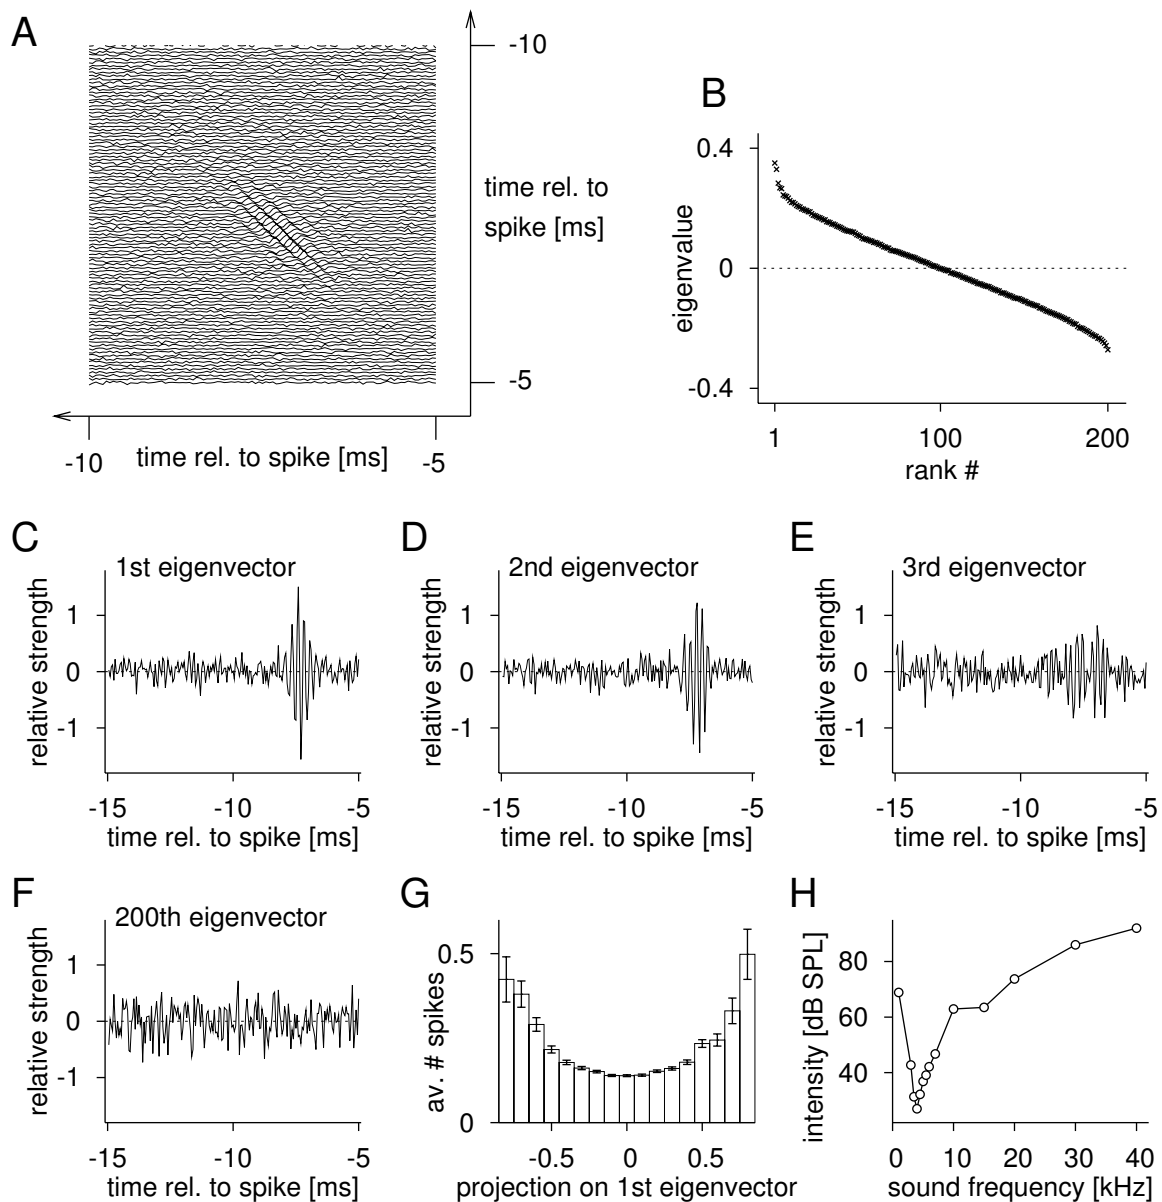 A
-10
time rel. to
spike [ms]
-5
-10
time rel. to spike [ms]
-5
B
0.4
0
-0.4
eigenvalue
1
100
200
rank #
C
1st eigenvector
relative strength
1
0
-1
-15
-10
-5
time rel. to spike [ms]
D
2nd eigenvector
relative strength
1
0
-1
-15
-10
-5
time rel. to spike [ms]
E
3rd eigenvector
relative strength
1
0
-1
-15
-10
-5
time rel. to spike [ms]
F
200th eigenvector
relative strength
1
0
-1
-15
-10
-5
time rel. to spike [ms]
G
av. # spikes
0.5
0
-0.5
0
0.5
projection on 1st eigenvector
H
intensity [dB SPL]
80
60
40
0
10
20
30
40
sound frequency [kHz]